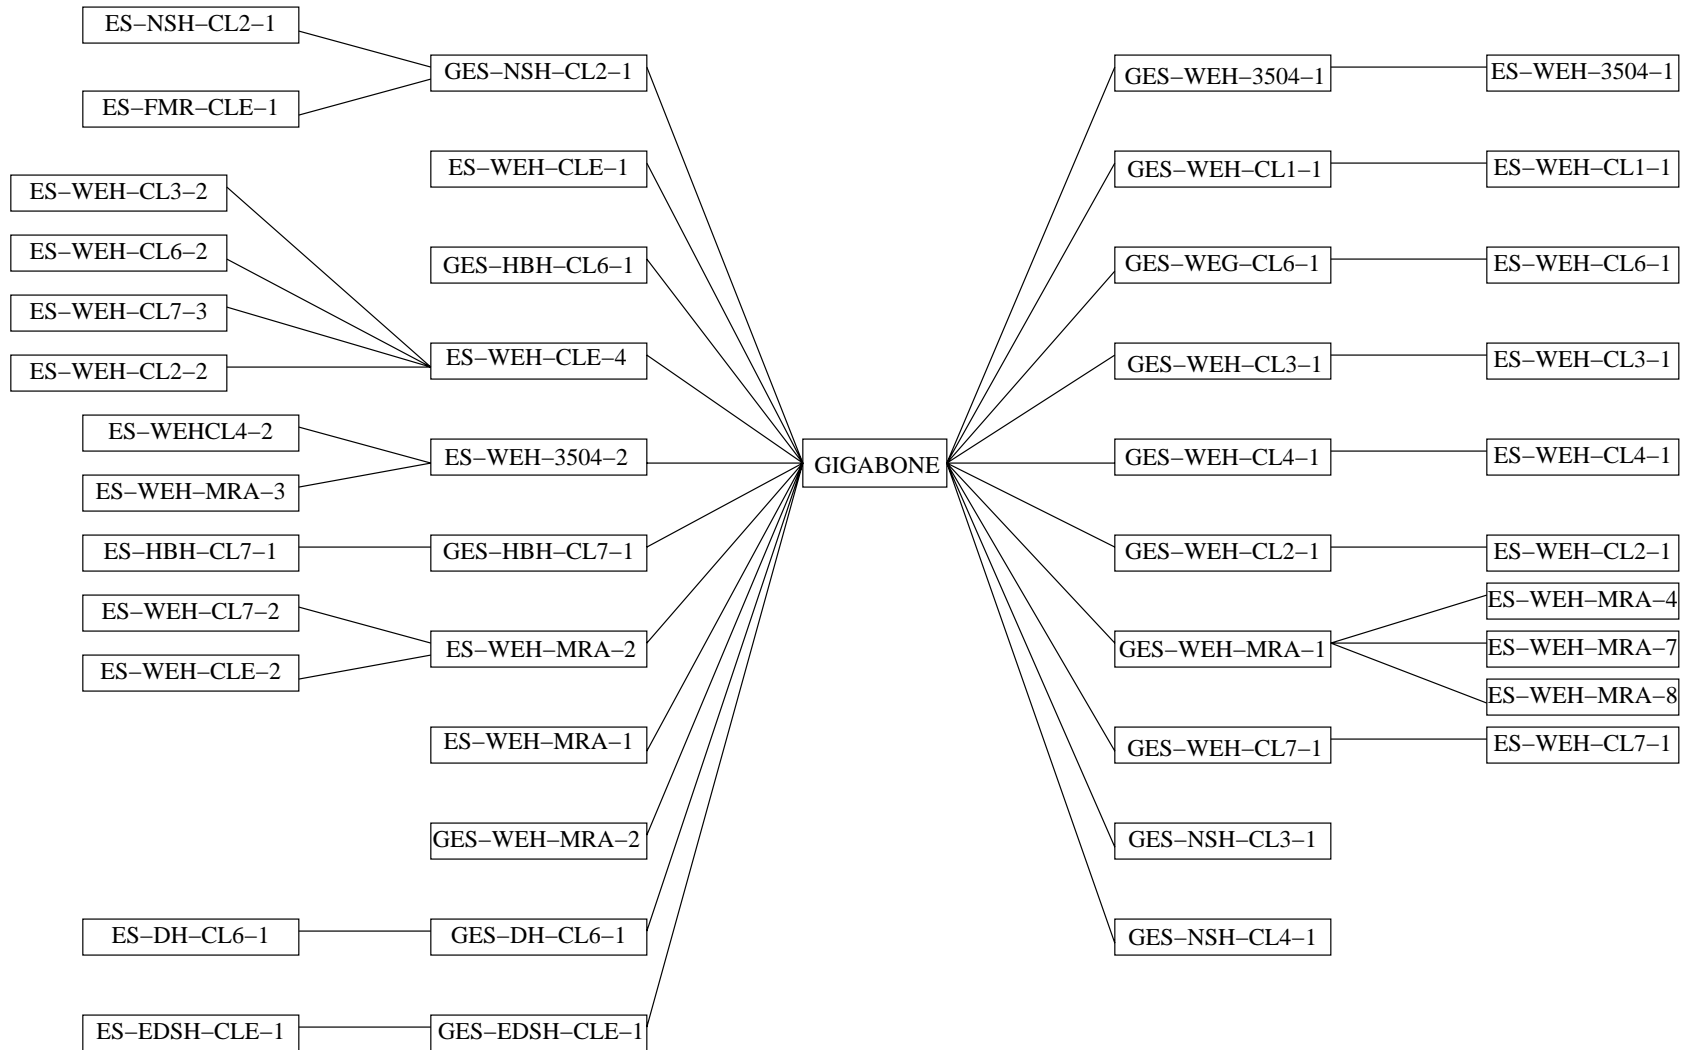 ES–NSH–CL2–1
GES–NSH–CL2–1
GES–WEH–3504–1
ES–WEH–3504–1
ES–FMR–CLE–1
ES–WEH–CLE–1
GES–WEH–CL1–1
ES–WEH–CL1–1
ES–WEH–CL3–2
ES–WEH–CL6–2
GES–HBH–CL6–1
GES–WEG–CL6–1
ES–WEH–CL6–1
ES–WEH–CL7–3
ES–WEH–CLE–4
GES–WEH–CL3–1
ES–WEH–CL3–1
ES–WEH–CL2–2
ES–WEHCL4–2
ES–WEH–3504–2
GIGABONE
GES–WEH–CL4–1
ES–WEH–CL4–1
ES–WEH–MRA–3
ES–HBH–CL7–1
GES–HBH–CL7–1
GES–WEH–CL2–1
ES–WEH–CL2–1
ES–WEH–MRA–4
ES–WEH–CL7–2
ES–WEH–MRA–2
GES–WEH–MRA–1
ES–WEH–MRA–7
ES–WEH–CLE–2
ES–WEH–MRA–8
ES–WEH–MRA–1
GES–WEH–CL7–1
ES–WEH–CL7–1
GES–WEH–MRA–2
GES–NSH–CL3–1
ES–DH–CL6–1
GES–DH–CL6–1
GES–NSH–CL4–1
ES–EDSH–CLE–1
GES–EDSH–CLE–1